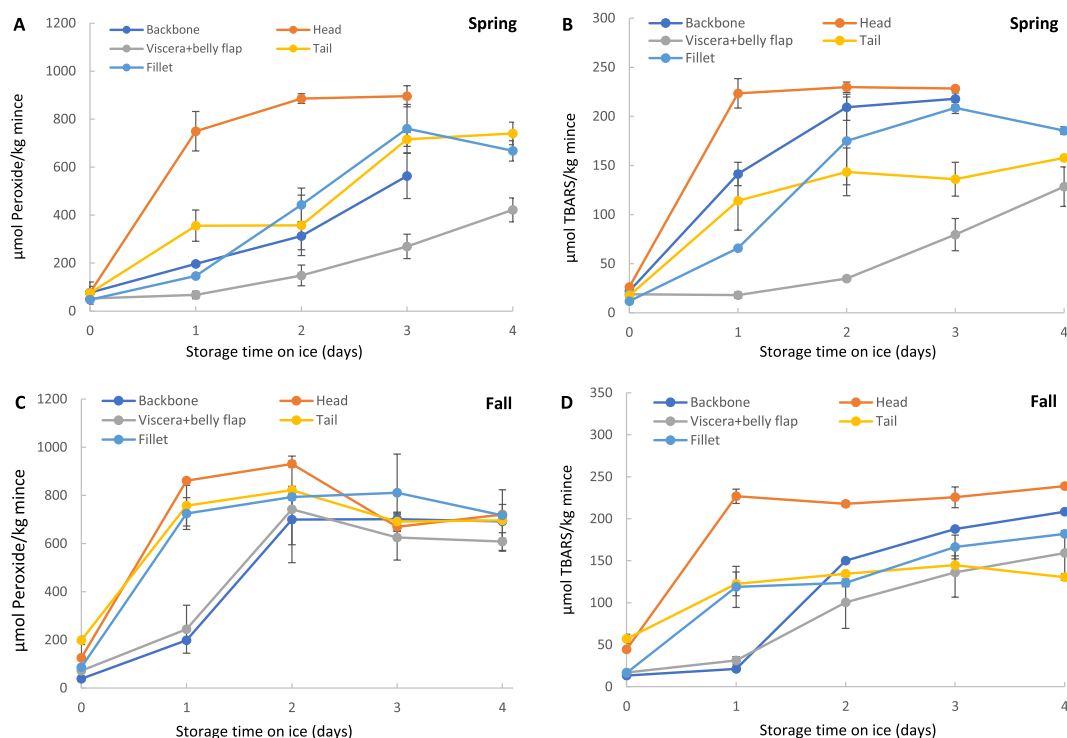 A
Spring
Backbone Head
Viscera+belly flap Tail
Fillet
µmol Peroxide/kg mince
1200
1000
800
600
400
200
0
0 1 2 3 4
Storage time on ice (days)
B
Spring
Backbone Head
Viscera+belly flap Tail
Fillet
µmol TBARS/kg mince
300
250
200
150
100
50
0
0 1 2 3 4
Storage time on ice (days)
C
Fall
Backbone Head
Viscera+belly flap Tail
Fillet
µmol Peroxide/kg mince
1200
1000
800
600
400
200
0
0 1 2 3 4
Storage time on ice (days)
D
Fall
Backbone Head
Viscera+belly flap Tail
Fillet
µmol TBARS/kg mince
350
300
250
200
150
100
50
0
0 1 2 3 4
Storage time on ice (days)